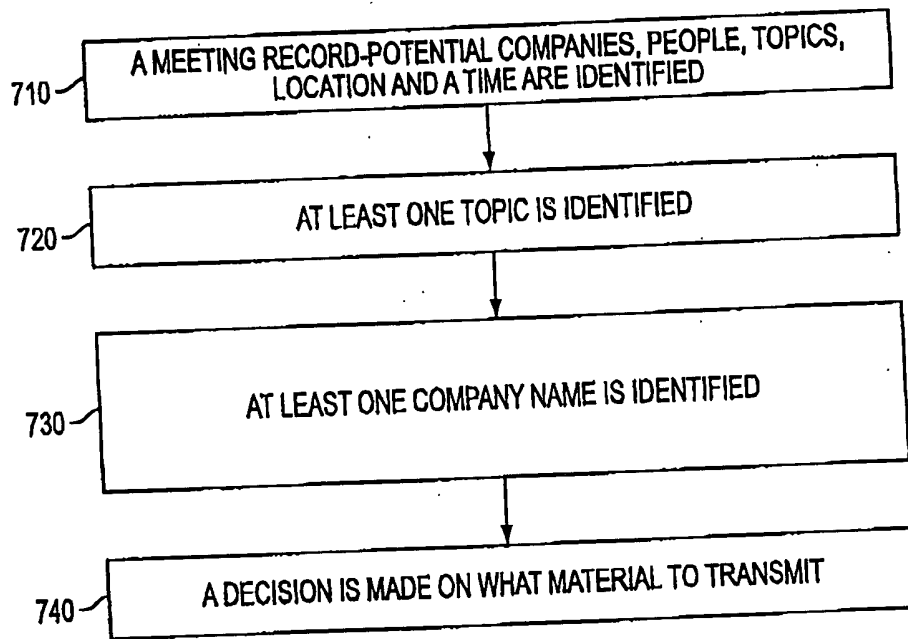 710
A MEETING RECORD-POTENTIAL COMPANIES, PEOPLE, TOPICS,
LOCATION AND A TIME ARE IDENTIFIED
720
AT LEAST ONE TOPIC IS IDENTIFIED
730
AT LEAST ONE COMPANY NAME IS IDENTIFIED
740
A DECISION IS MADE ON WHAT MATERIAL TO TRANSMIT